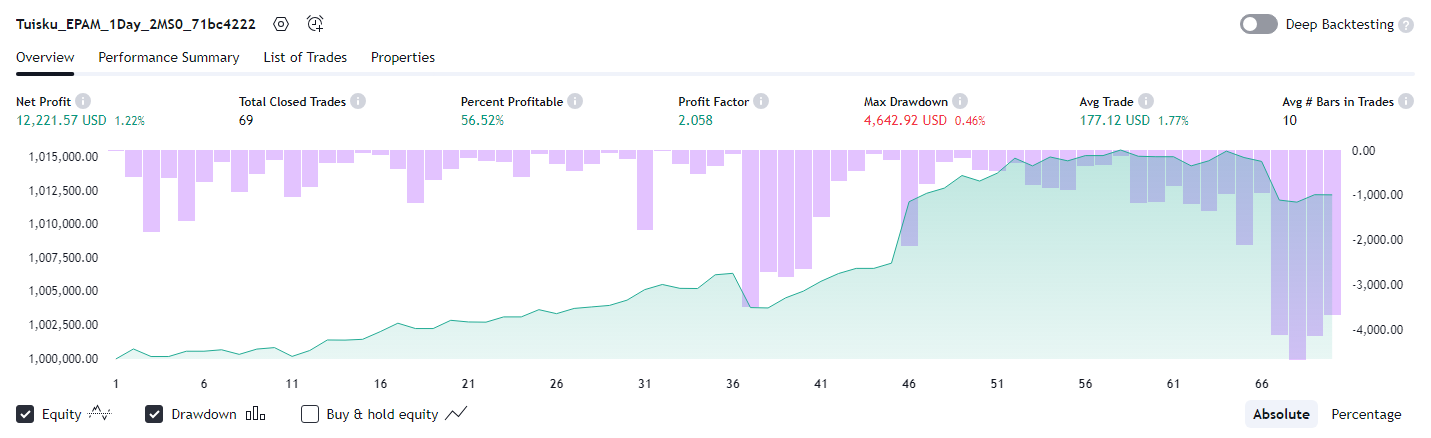 Tuisku_EPAM_1Day_2MS0_71bc4222
Deep Backtesting ?
Overview Performance Summary List of Trades Properties
Net Profit Total Closed Trades Percent Profitable Profit Factor Max Drawdown Avg Trade Avg # Bars in Trades
12,221.57 USD 1.22% 69 56.52% 2.058 4,642.92 USD 0.46% 177.12 USD 1.77% 10
1,015,000.00 0.00
1,012,500.00 -1,000.00
1,010,000.00 -2,000.00
1,007,500.00
1,005,000.00 -3,000.00
1,002,500.00 -4,000.00
1,000,000.00
1 6 11 16 21 26 31 36 41 46 51 56 61 66
Equity Drawdown Buy & hold equity Absolute Percentage